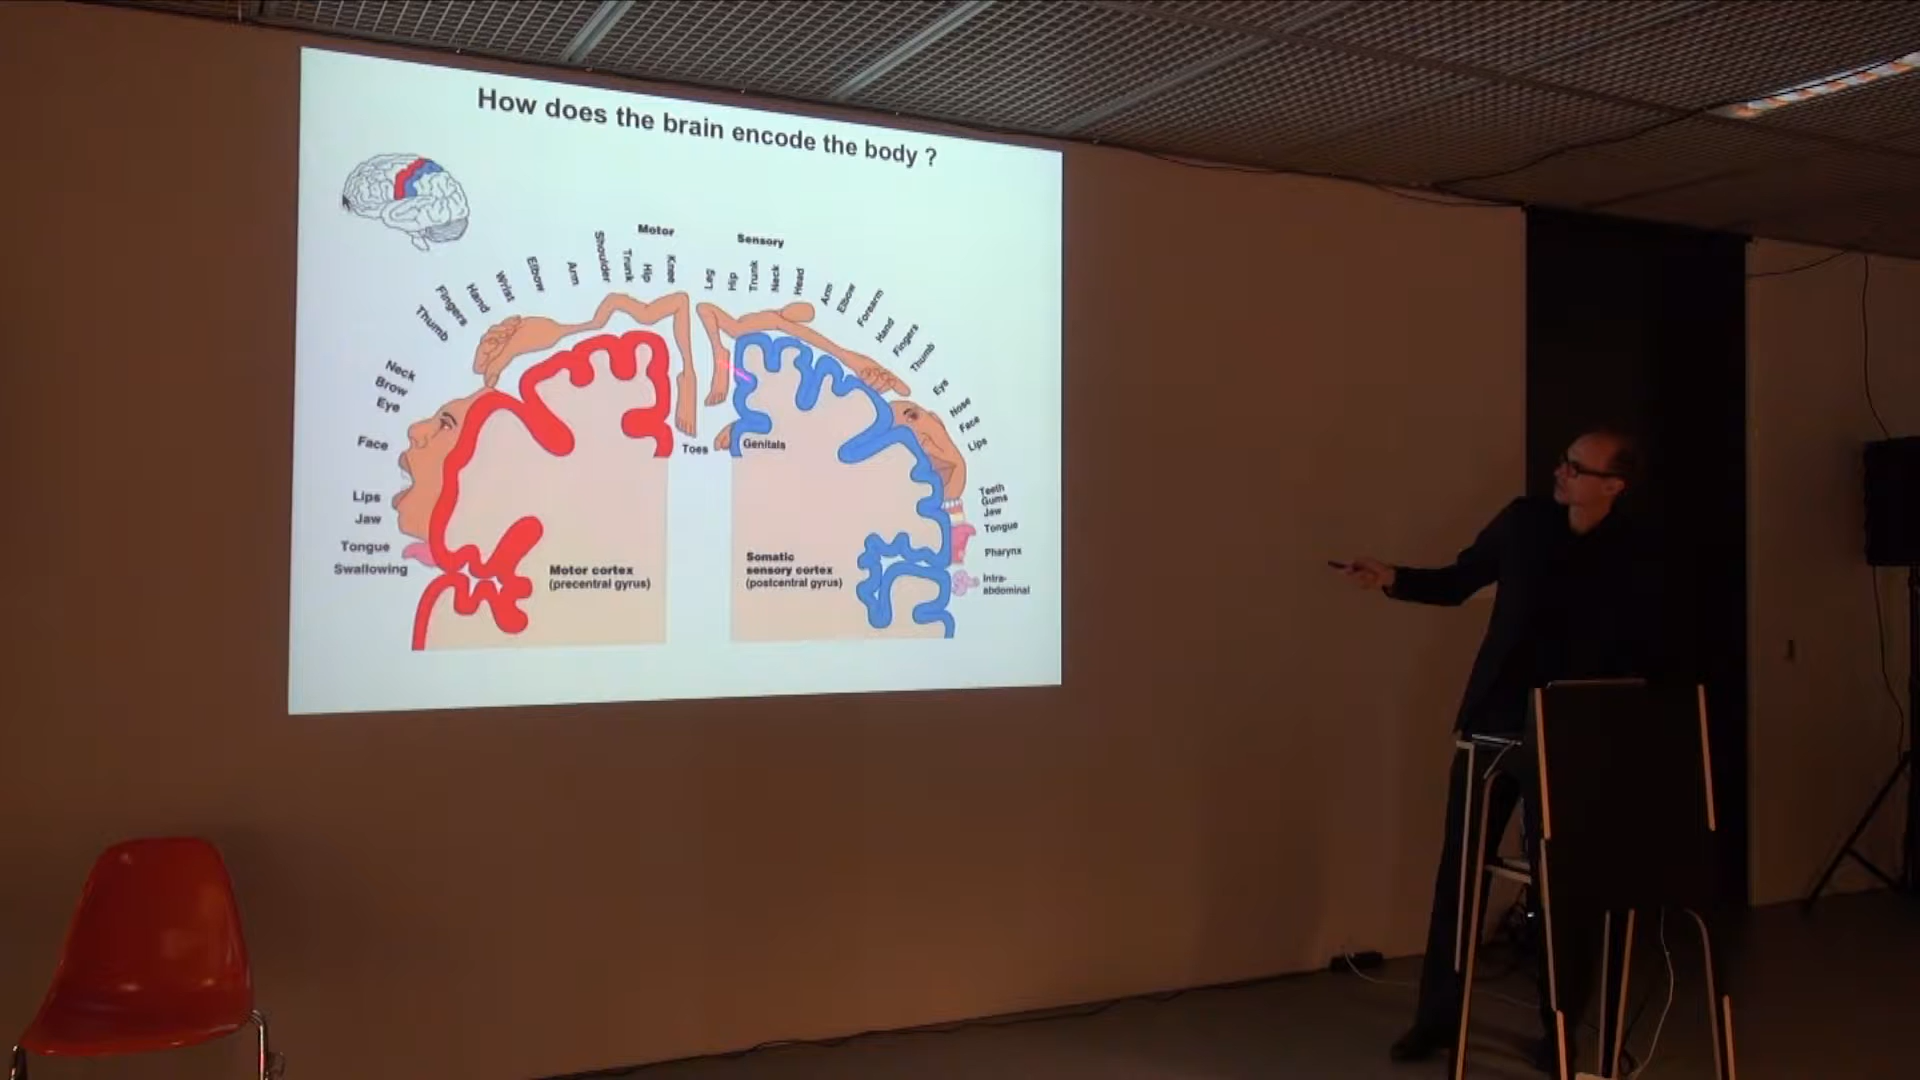 How does the brain encode the body ?
Motor
Sensory
Shoulder
Trunk
Hip
Knee
Arm
Elbow
Wrist
Hand
Fingers
Thumb
Neck
Brow
Eye
Face
Lips
Jaw
Tongue
Swallowing
Toes
Motor cortex
(precentral gyrus)
Leg
Hip
Trunk
Neck
Head
Arm
Elbow
Forearm
Hand
Fingers
Thumb
Eye
Nose
Face
Lips
Teeth
Gums
Jaw
Tongue
Pharynx
Intra-
abdominal
Genitals
Somatic
sensory cortex
(postcentral gyrus)